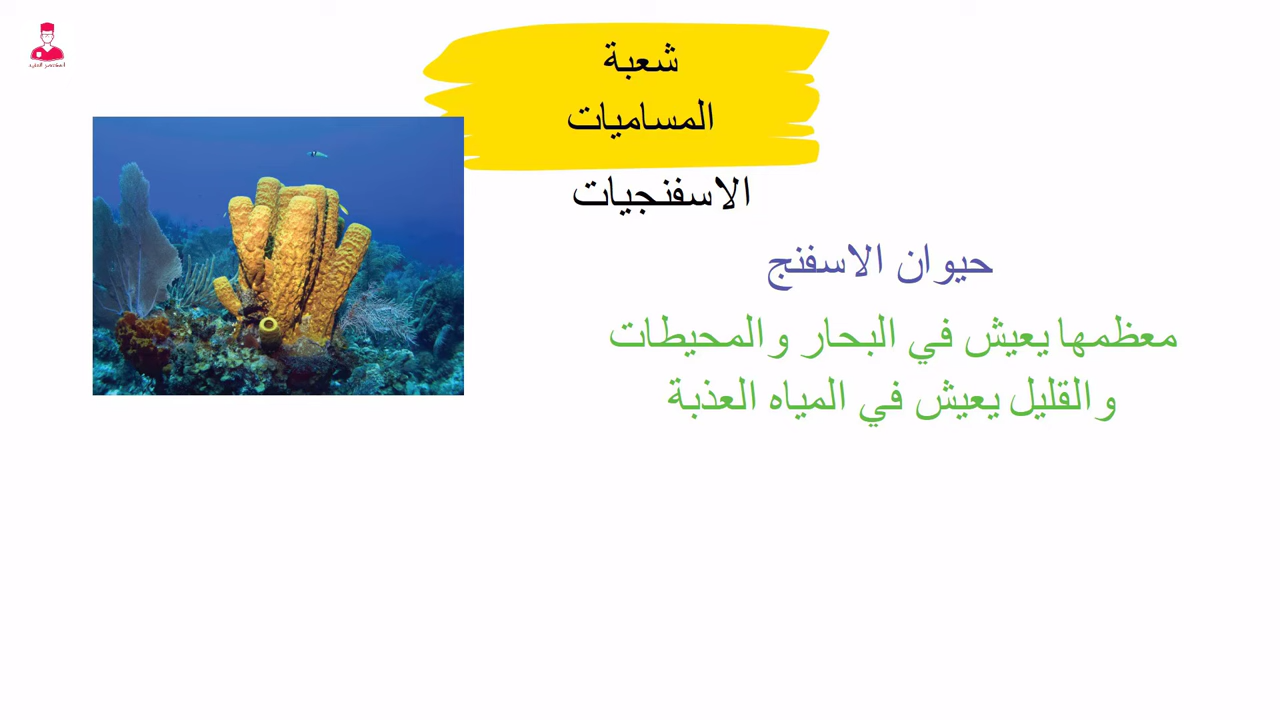 شعبة
المساميات
الاسفنجيات
حيوان الاسفنج
معظمها يعيش في البحار والمحيطات
والقليل يعيش في المياه العذبة